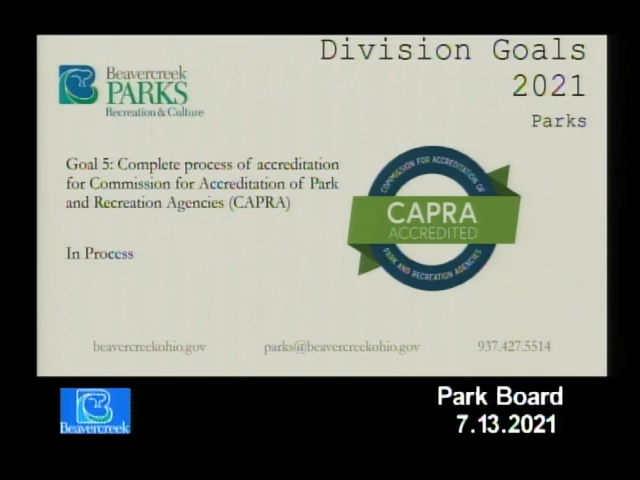 Division Goals
2021
Parks
Beavercreek
PARKS
Recreation & Culture
Goal 5: Complete process of accreditation
for Commission for Accreditation of Park
and Recreation Agencies (CAPRA)
In Process
COMMISSION FOR ACCREDITATION OF
CAPRA
ACCREDITED
PARK AND RECREATION AGENCIES
beavercreekohio.gov
parks@beavercreekohio.gov
937.427.5514
Beavercreek
Park Board
7.13.2021